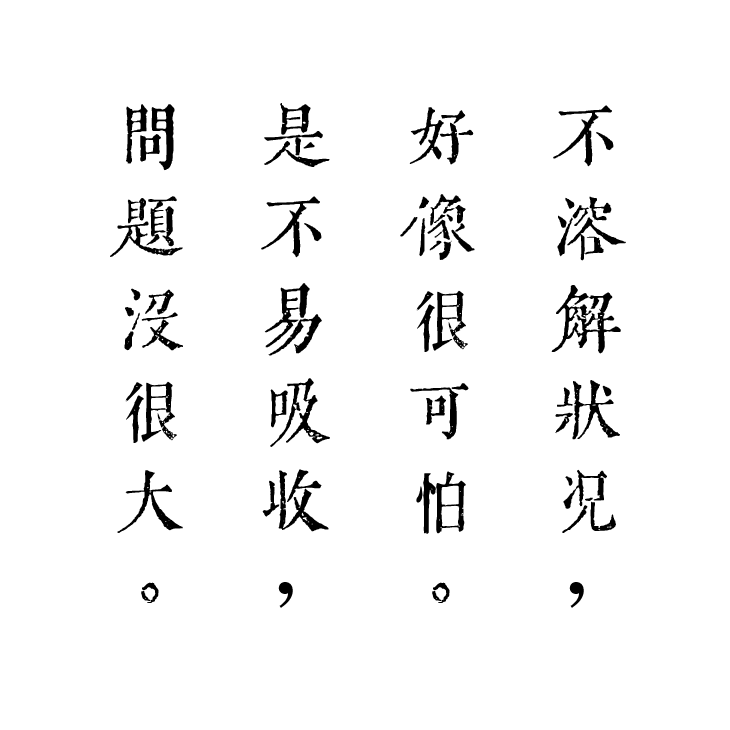 不溶解狀況，
好像很可怕。
是不易吸收，
問題沒很大。